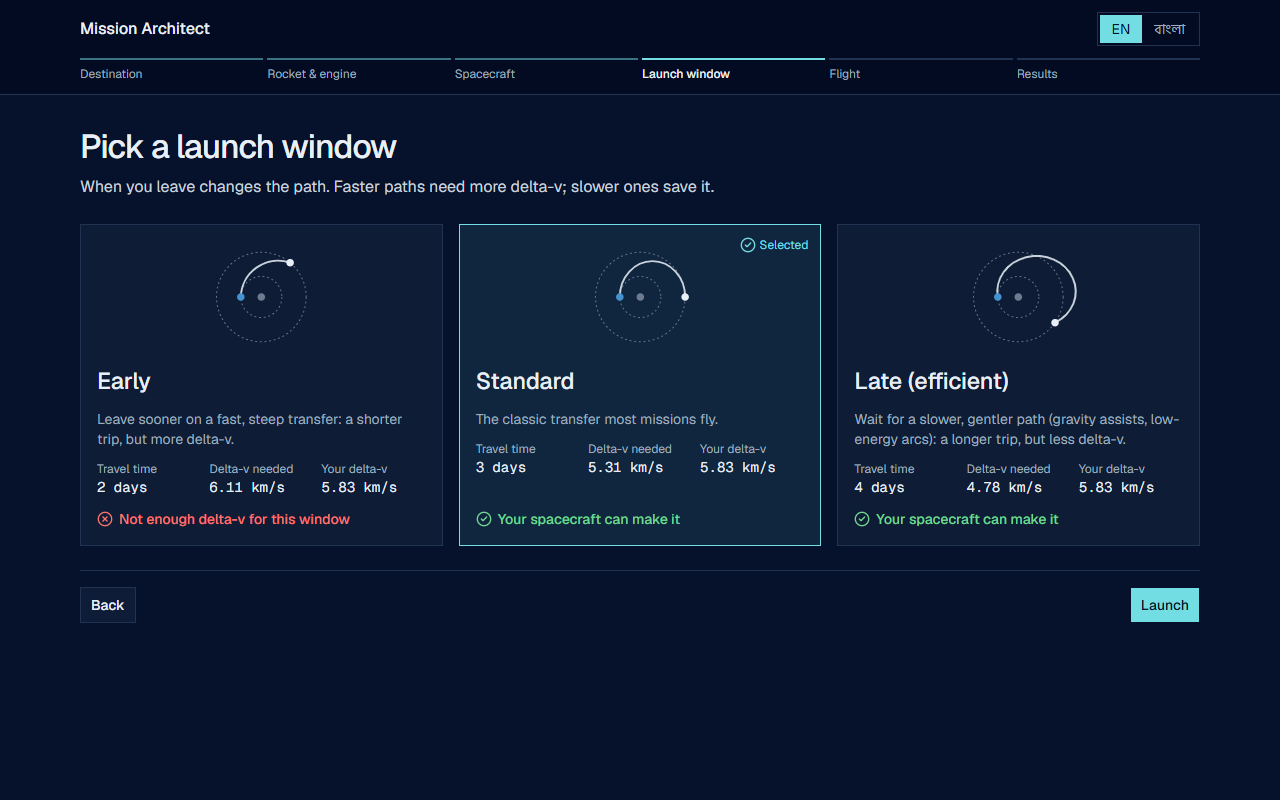 Mission Architect
EN
বাংলা
Destination
Rocket & engine
Spacecraft
Launch window
Flight
Results
Pick a launch window
When you leave changes the path. Faster paths need more delta-v; slower ones save it.
Early
Leave sooner on a fast, steep transfer: a shorter
trip, but more delta-v.
Travel time
Delta-v needed
Your delta-v
2 days
6.11 km/s
5.83 km/s
Not enough delta-v for this window
Selected
Standard
The classic transfer most missions fly.
Travel time
Delta-v needed
Your delta-v
3 days
5.31 km/s
5.83 km/s
Your spacecraft can make it
Late (efficient)
Wait for a slower, gentler path (gravity assists, low-
energy arcs): a longer trip, but less delta-v.
Travel time
Delta-v needed
Your delta-v
4 days
4.78 km/s
5.83 km/s
Your spacecraft can make it
Back
Launch